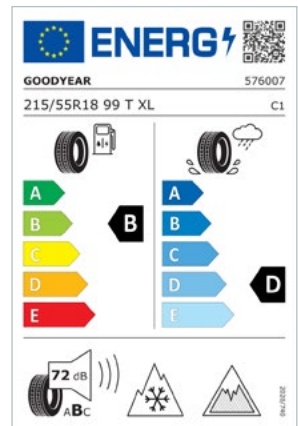 ENERG
GOODYEAR 576007
215/55R18 99 T XL C1
A A
B B B
C C
D D D
E E
72 dB
ABC
2020/740